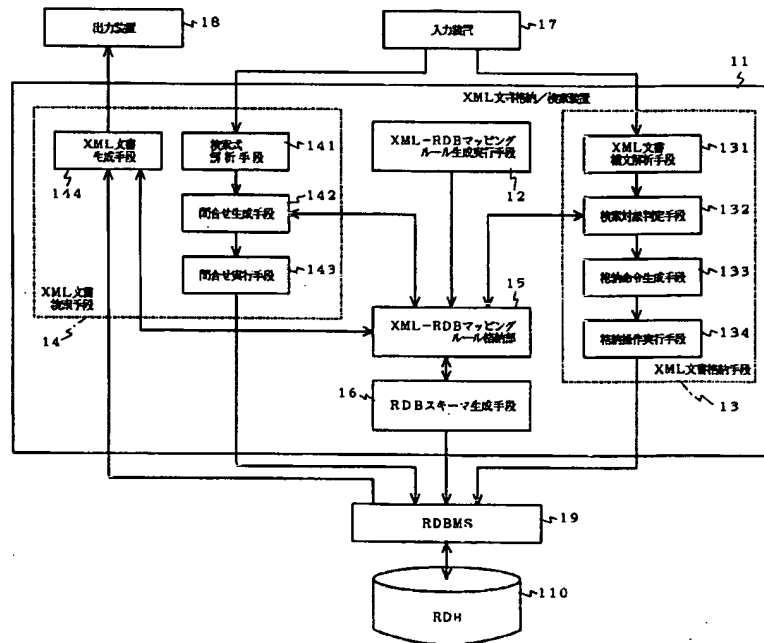 18
出力装置
17
入力装置
11
XML文書格納/検索装置
XML文書
生成手段
144
検索式
解析手段
141
XML-RDBマッピング
ルール生成実行手段
12
XML文書
構文解析手段
131
問合せ生成手段
142
検索対象判定手段
132
問合せ実行手段
143
格納命令生成手段
133
XML文書
検索手段
14
15
XML-RDBマッピング
ルール格納部
格納操作実行手段
134
XML文書格納手段
13
16
RDBスキーマ生成手段
RDBMS
19
RDB
110